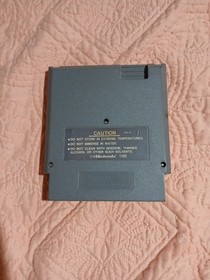 CAUTION
•DO NOT STORE IN EXTREME TEMPERATURES.
•DO NOT IMMERSE IN WATER.
•DO NOT CLEAN WITH BENZENE, THINNER,
ALCOHOL OR OTHER SUCH SOLVENTS.
Nintendo